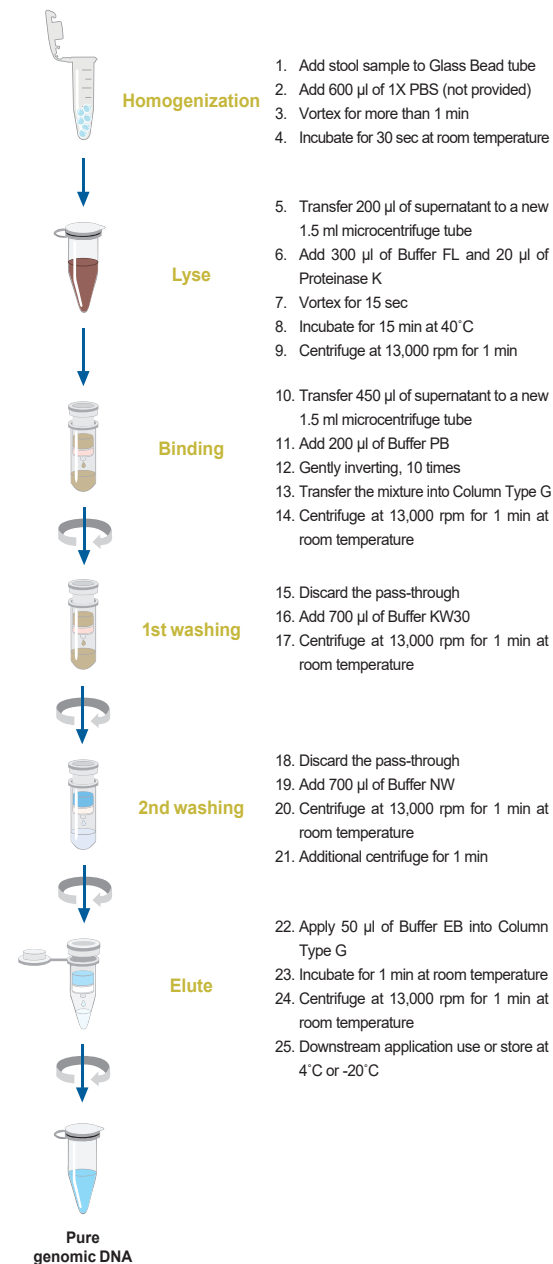 Homogenization
1. Add stool sample to Glass Bead tube
2. Add 600 µl of 1X PBS (not provided)
3. Vortex for more than 1 min
4. Incubate for 30 sec at room temperature
Lyse
5. Transfer 200 µl of supernatant to a new
1.5 ml microcentrifuge tube
6. Add 300 µl of Buffer FL and 20 µl of
Proteinase K
7. Vortex for 15 sec
8. Incubate for 15 min at 40˚C
9. Centrifuge at 13,000 rpm for 1 min
Binding
10. Transfer 450 µl of supernatant to a new
1.5 ml microcentrifuge tube
11. Add 200 µl of Buffer PB
12. Gently inverting, 10 times
13. Transfer the mixture into Column Type G
14. Centrifuge at 13,000 rpm for 1 min at
room temperature
1st washing
15. Discard the pass-through
16. Add 700 µl of Buffer KW30
17. Centrifuge at 13,000 rpm for 1 min at
room temperature
2nd washing
18. Discard the pass-through
19. Add 700 µl of Buffer NW
20. Centrifuge at 13,000 rpm for 1 min at
room temperature
21. Additional centrifuge for 1 min
Elute
22. Apply 50 µl of Buffer EB into Column
Type G
23. Incubate for 1 min at room temperature
24. Centrifuge at 13,000 rpm for 1 min at
room temperature
25. Downstream application use or store at
4˚C or -20˚C
Pure
genomic DNA